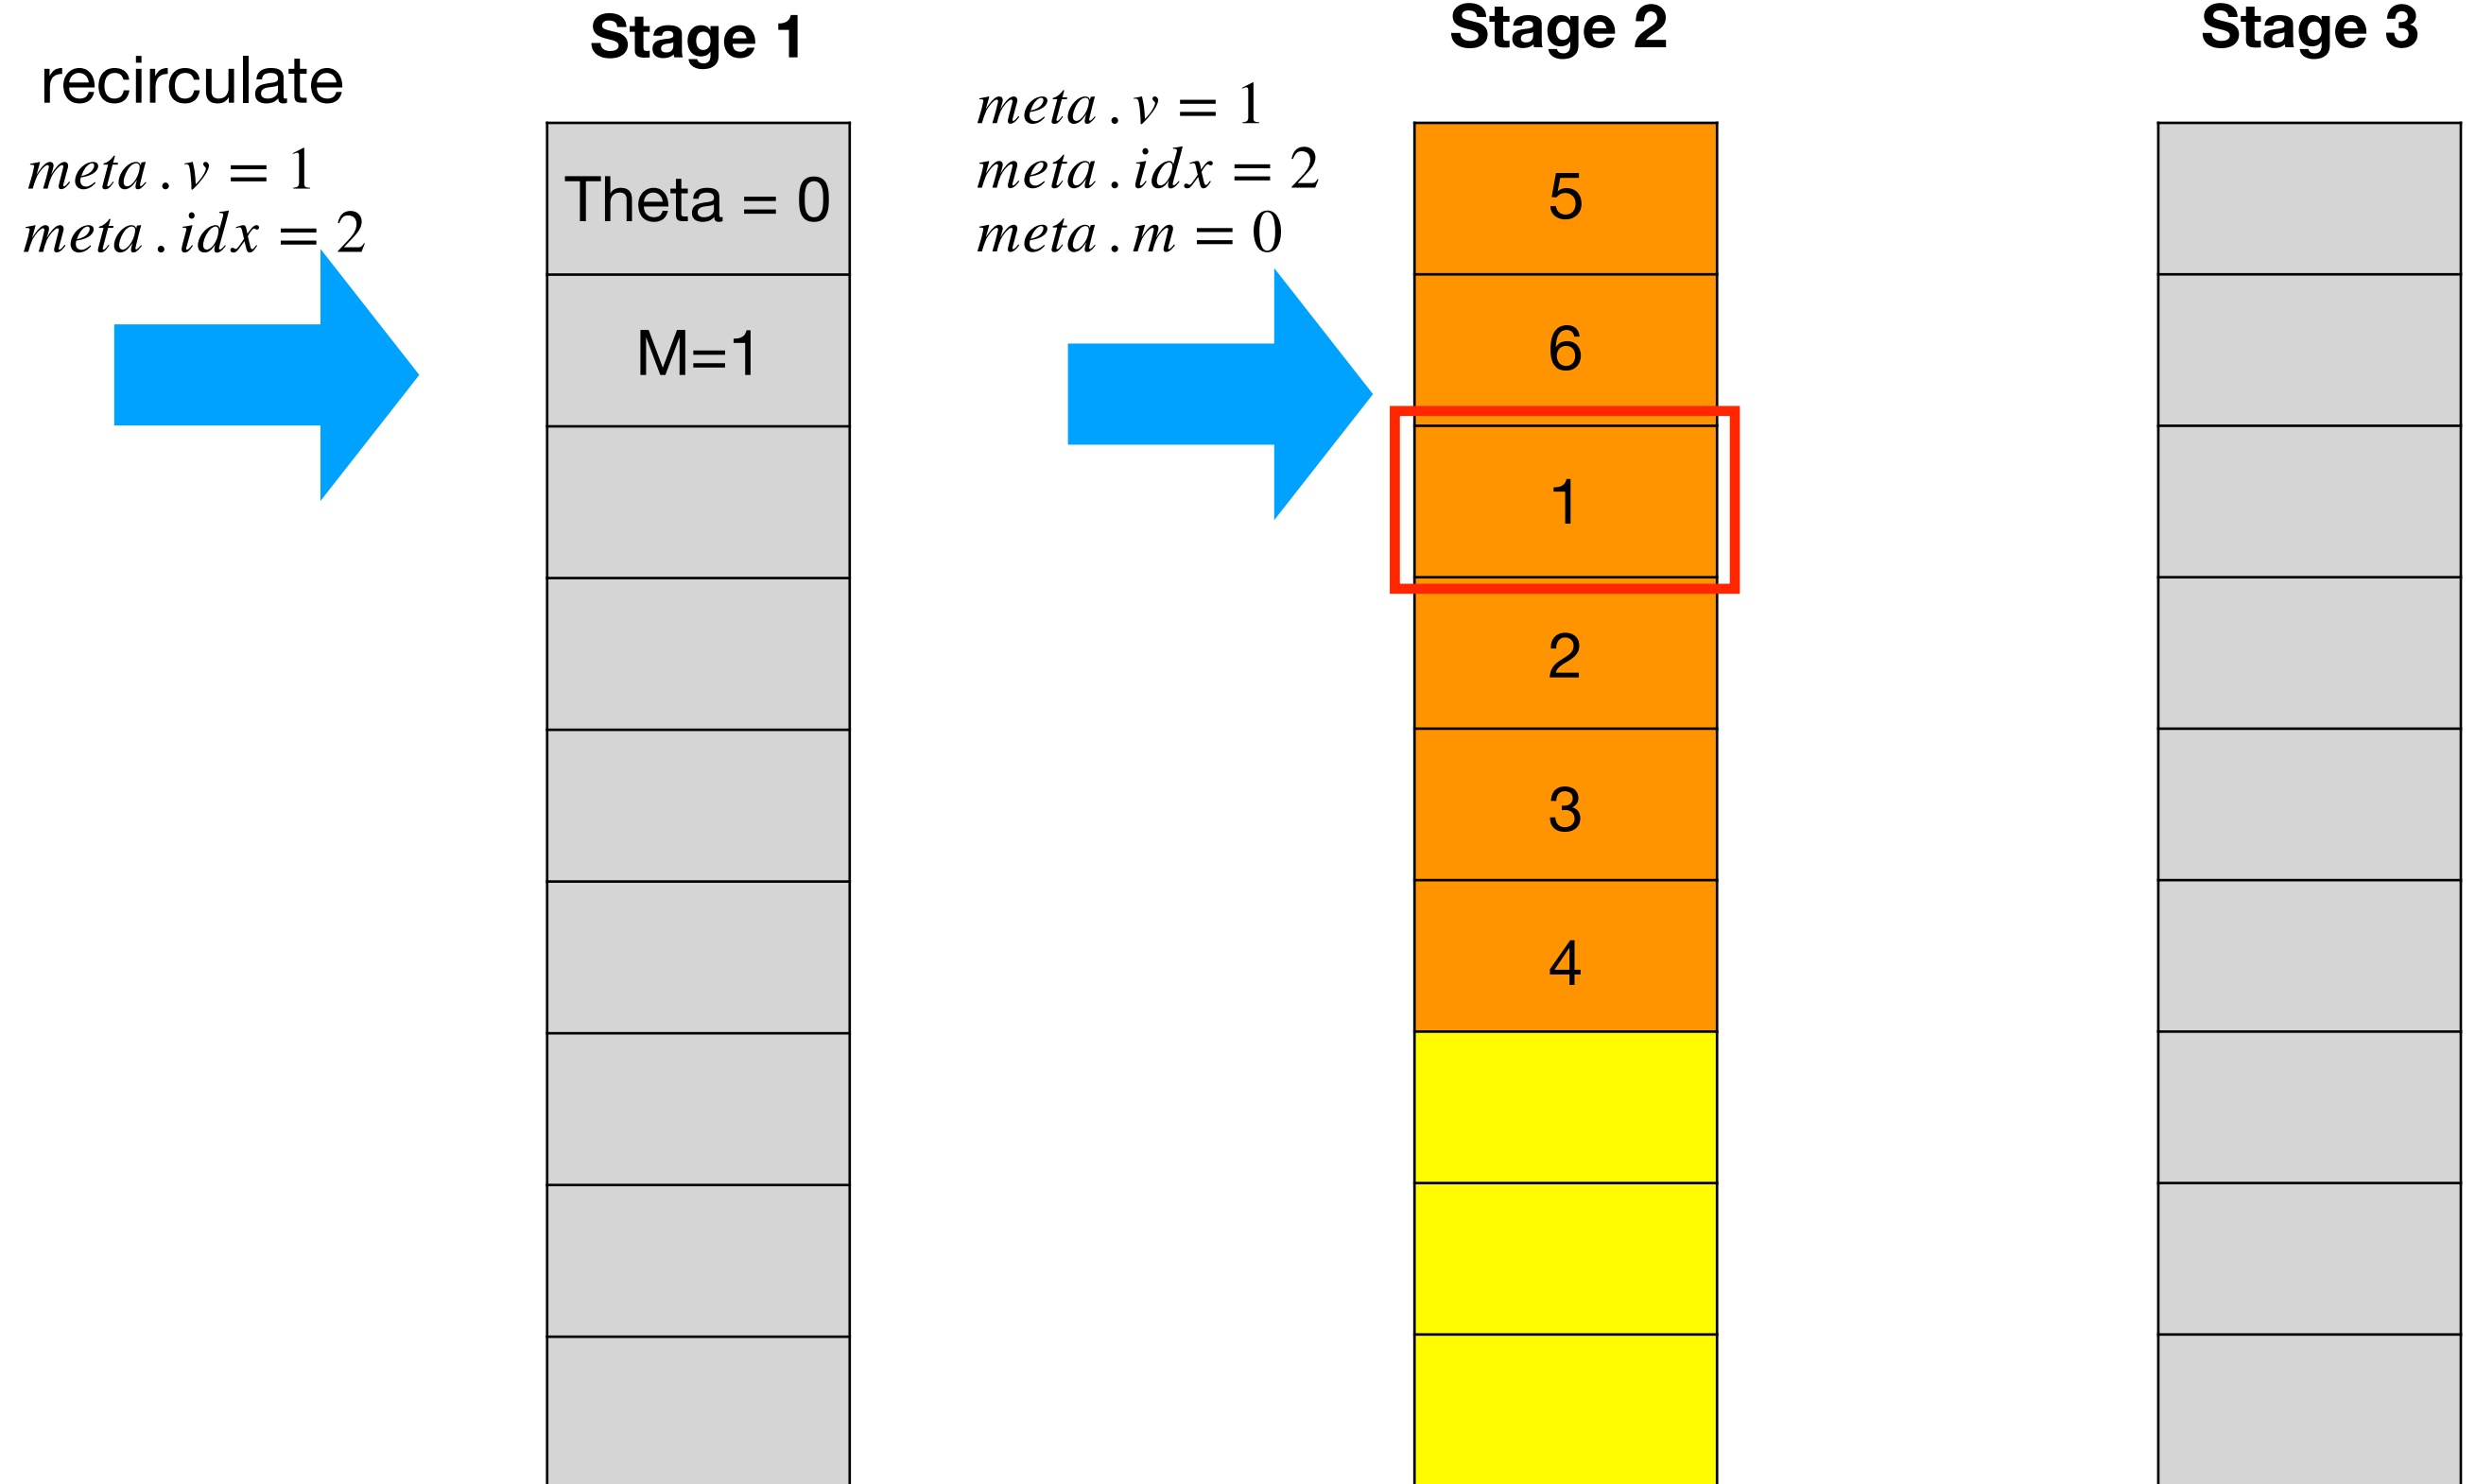 Stage 1
Stage 2
Stage 3
recirculate
meta . v = 1
meta . idx = 2
Theta = 0
M=1
meta . v = 1
meta . idx = 2
meta . m = 0
5
6
1
2
3
4